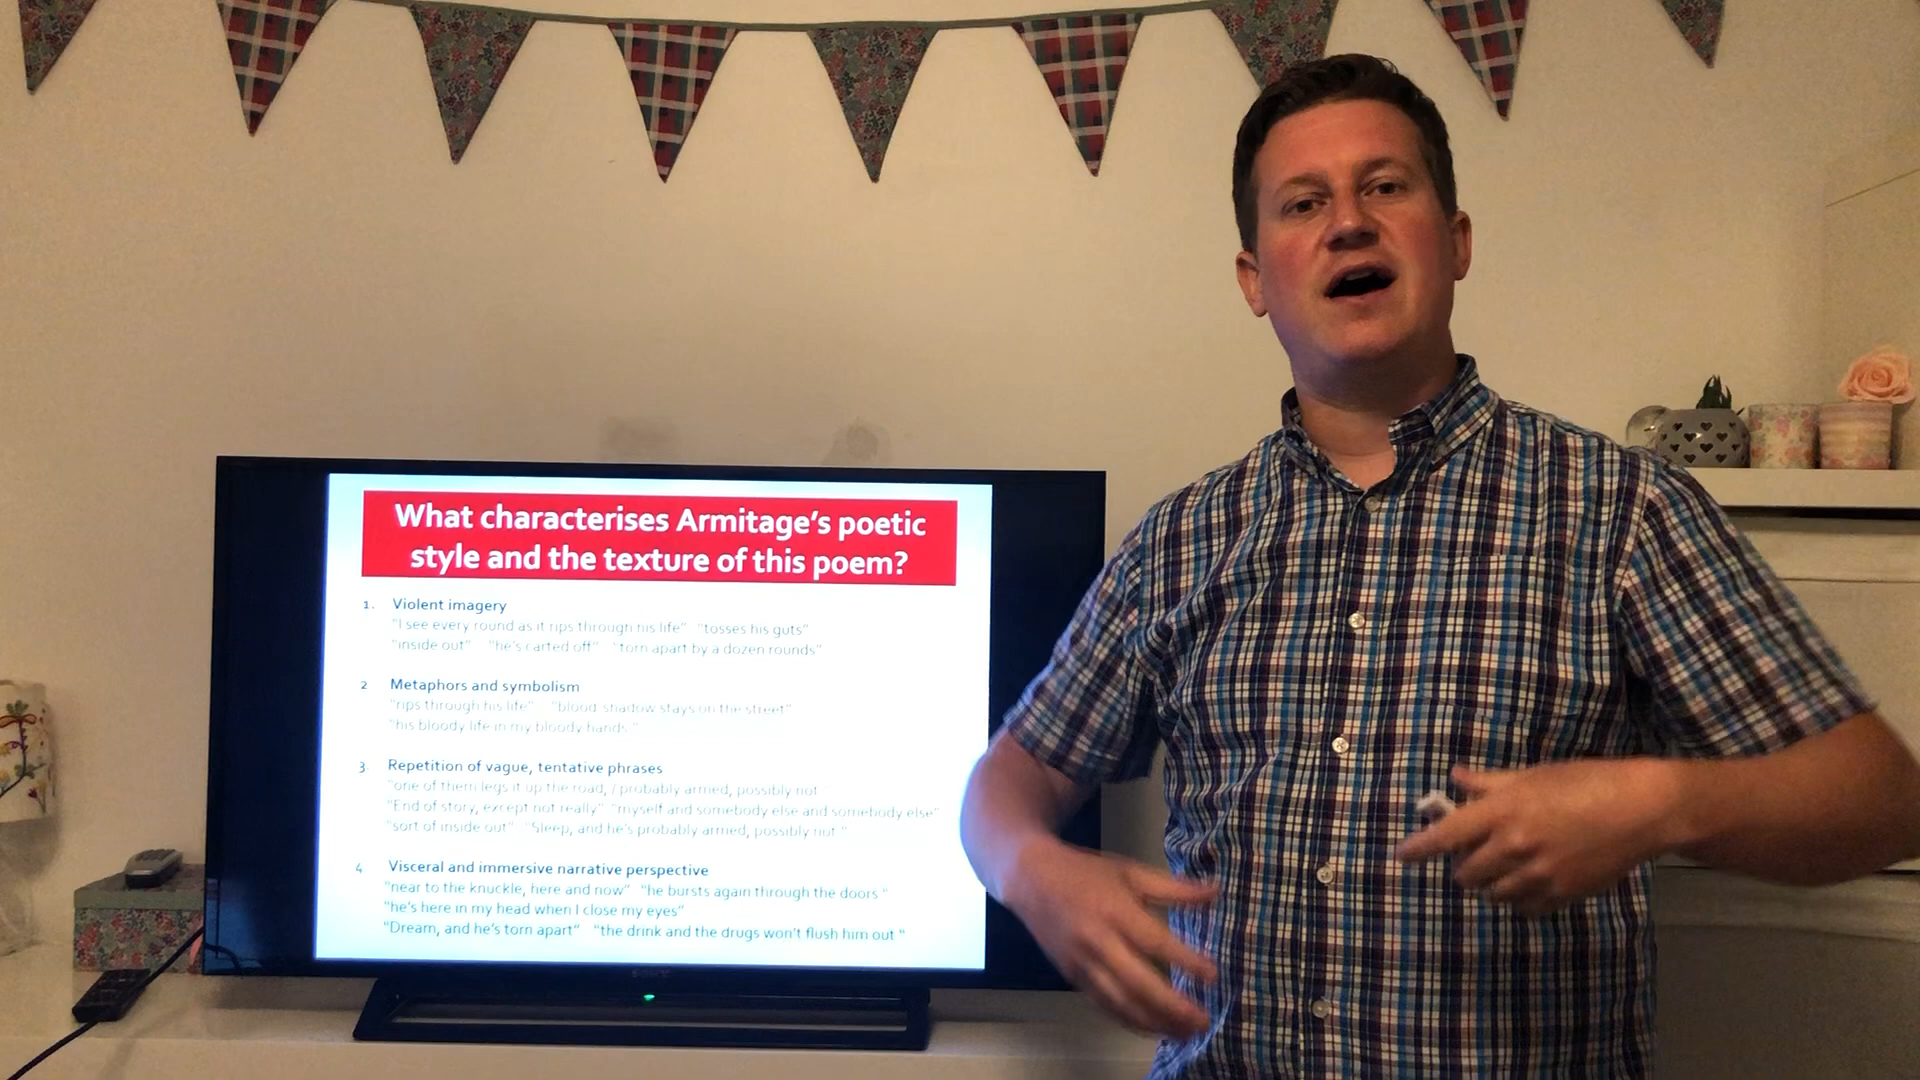 What characterises Armitage's poetic
style and the texture of this poem?
1. Violent imagery
"I see every round as it rips through his life" "tosses his guts"
"inside out" "he's carted off" "torn apart by a dozen rounds"
2 Metaphors and symbolism
"rips through his life" "blood-shadow stays on the street"
"his bloody life in my bloody hands."
3. Repetition of vague, tentative phrases
"one of them legs it up the road, / probably armed, possibly not
"End of story, except not really" "myself and somebody else and somebody else"
"sort of inside out" "Sleep, and he's probably armed, possibly not."
4 Visceral and immersive narrative perspective
"near to the knuckle, here and now" "he bursts again through the doors"
"he's here in my head when I close my eyes"
"Dream, and he's torn apart" "the drink and the drugs won't flush him out"
SONY